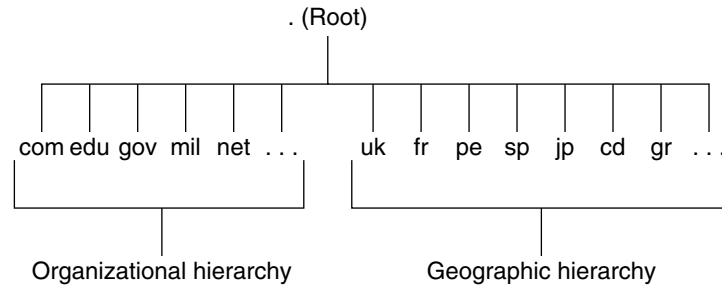 . (Root)
com edu gov mil net . . . uk fr pe sp jp cd gr . . .
Organizational hierarchy Geographic hierarchy